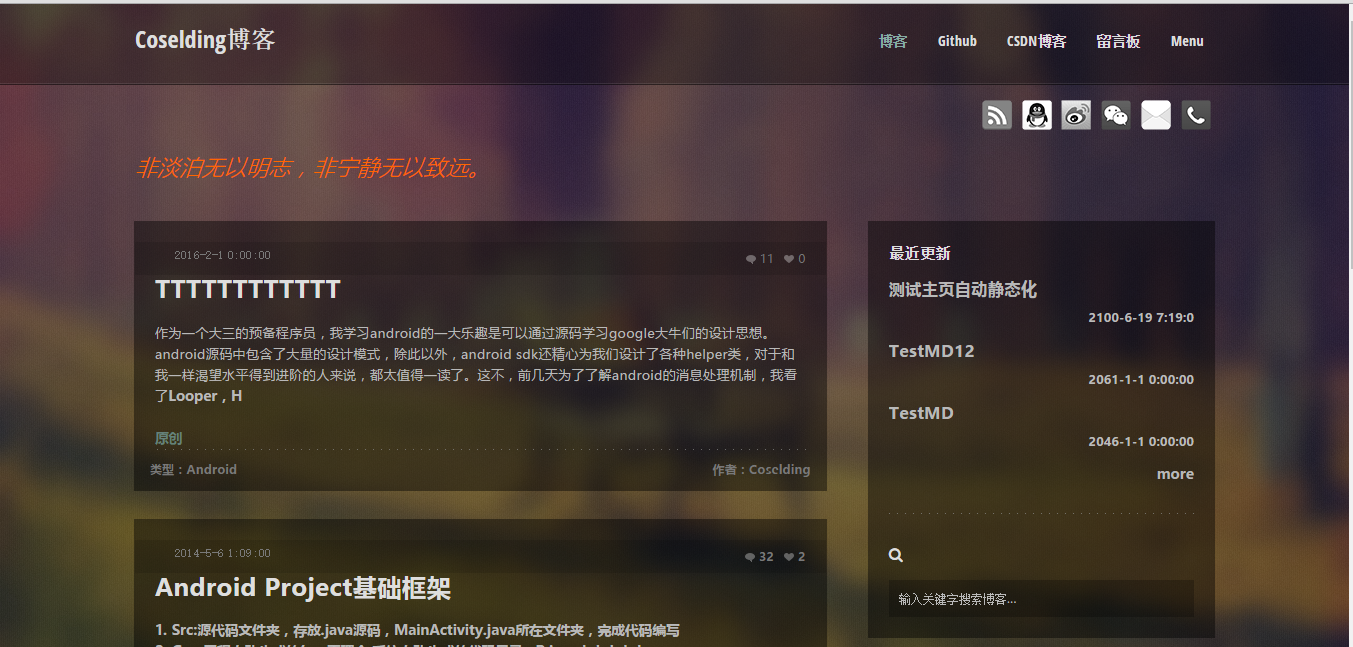 Coselding博客
博客 Github CSDN博客 留言板 Menu
非淡泊无以明志，非宁静无以致远。
2016-2-1 0:00:00 11 0
TTTTTTTTTTTT
作为一个大三的预备程序员，我学习android的一大乐趣是可以通过源码学习google大牛们的设计思想。
android源码中包含了大量的设计模式，除此以外，android sdk还精心为我们设计了各种helper类，对于和
我一样渴望水平得到进阶的人来说，都太值得一读了。这不，前几天为了了解android的消息处理机制，我看
了Looper，H
原创
类型：Android 作者：Coselding
2014-5-6 1:09:00 32 2
Android Project基础框架
1. Src:源代码文件夹，存放.java源码，MainActivity.java所在文件夹，完成代码编写
最近更新
测试主页自动静态化
2100-6-19 7:19:0
TestMD12
2061-1-1 0:00:00
TestMD
2046-1-1 0:00:00
more
输入关键字搜索博客...